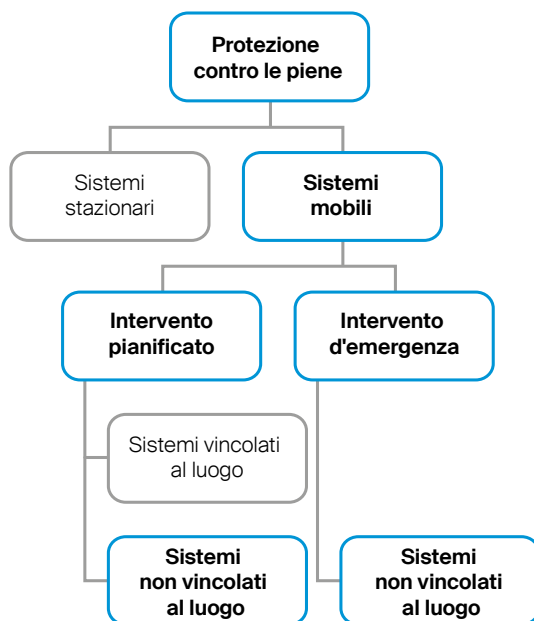 Protezione
contro le piene
Sistemi
stazionari
Sistemi
mobili
Intervento
pianificato
Intervento
d'emergenza
Sistemi vincolati
al luogo
Sistemi
non vincolati
al luogo
Sistemi
non vincolati
al luogo